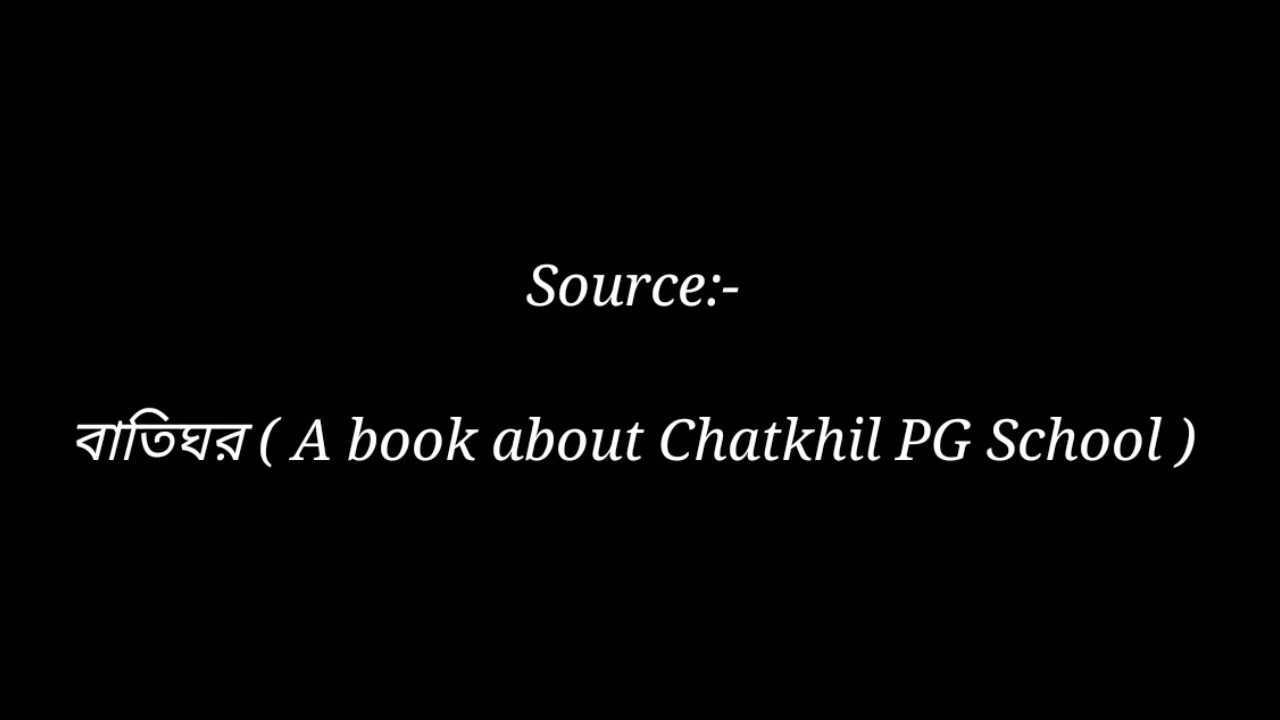 Source:-
বাতিঘর ( A book about Chatkhil PG School )